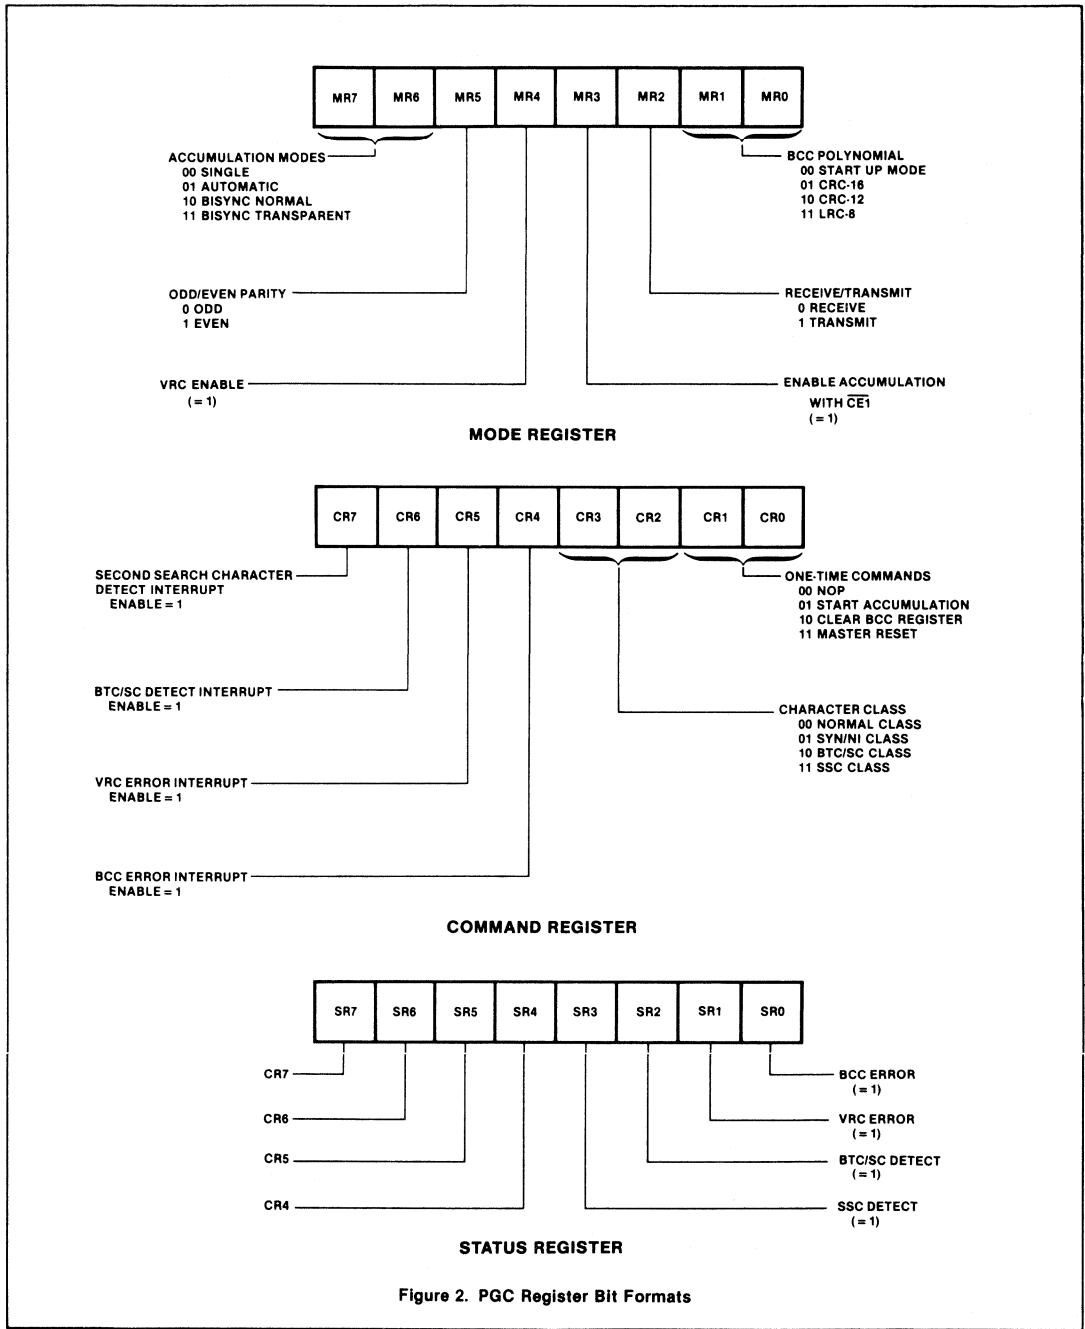 MR7 MR6 MR5 MR4 MR3 MR2 MR1 MR0
ACCUMULATION MODES
00 SINGLE
01 AUTOMATIC
10 BISYNC NORMAL
11 BISYNC TRANSPARENT
BCC POLYNOMIAL
00 START UP MODE
01 CRC-16
10 CRC-12
11 LRC-8
ODD/EVEN PARITY
0 ODD
1 EVEN
RECEIVE/TRANSMIT
0 RECEIVE
1 TRANSMIT
VRC ENABLE
(= 1)
ENABLE ACCUMULATION
WITH C̅E̅1̅
(= 1)
MODE REGISTER
CR7 CR6 CR5 CR4 CR3 CR2 CR1 CR0
SECOND SEARCH CHARACTER
DETECT INTERRUPT
ENABLE = 1
ONE-TIME COMMANDS
00 NOP
01 START ACCUMULATION
10 CLEAR BCC REGISTER
11 MASTER RESET
BTC/SC DETECT INTERRUPT
ENABLE = 1
CHARACTER CLASS
00 NORMAL CLASS
01 SYN/NI CLASS
10 BTC/SC CLASS
11 SSC CLASS
VRC ERROR INTERRUPT
ENABLE = 1
BCC ERROR INTERRUPT
ENABLE = 1
COMMAND REGISTER
SR7 SR6 SR5 SR4 SR3 SR2 SR1 SR0
CR7
BCC ERROR
(= 1)
CR6
VRC ERROR
(= 1)
CR5
BTC/SC DETECT
(= 1)
CR4
SSC DETECT
(= 1)
STATUS REGISTER
Figure 2. PGC Register Bit Formats